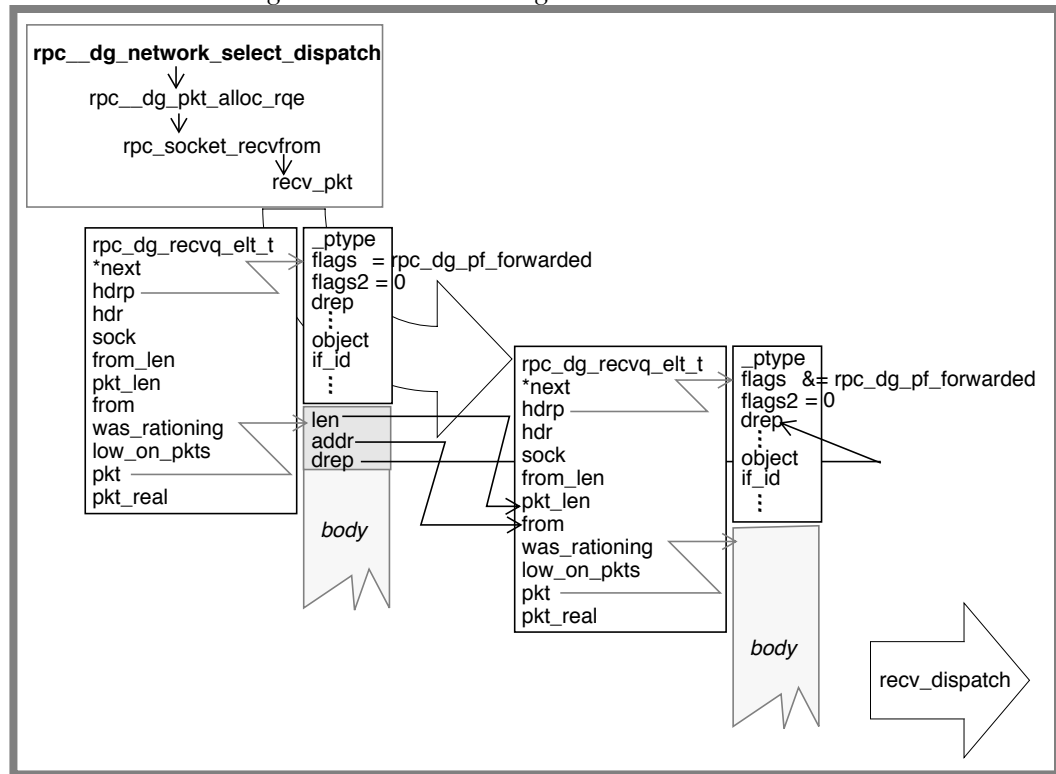 rpc__dg_network_select_dispatch
rpc__dg_pkt_alloc_rqe
rpc_socket_recvfrom
recv_pkt
rpc_dg_recvq_elt_t
*next
hdrp
hdr
sock
from_len
pkt_len
from
was_rationing
low_on_pkts
pkt
pkt_real
_ptype
flags = rpc_dg_pf_forwarded
flags2 = 0
drep
object
if_id
len
addr
drep
body
rpc_dg_recvq_elt_t
*next
hdrp
hdr
sock
from_len
pkt_len
from
was_rationing
low_on_pkts
pkt
pkt_real
_ptype
flags &= rpc_dg_pf_forwarded
flags2 = 0
drep
object
if_id
body
recv_dispatch